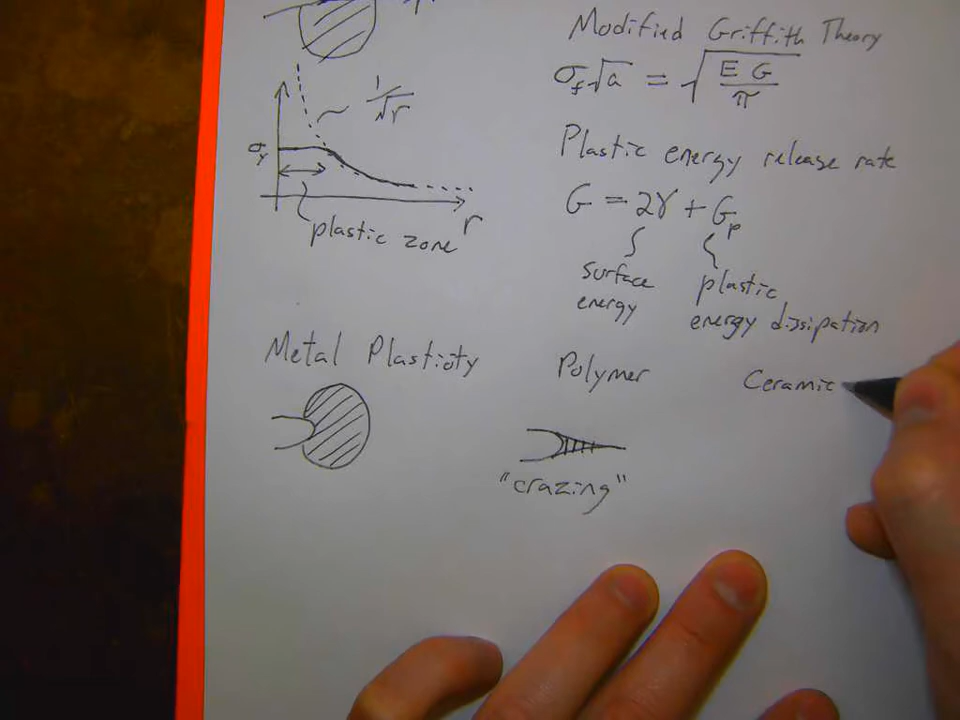 1/√r
σy
r
plastic zone
Modified Griffith Theory
σf√a = √(E G/π)
Plastic energy release rate
G = 2γ + Gp
surface
energy
plastic
energy dissipation
Metal Plasticity
Polymer
Ceramic
"crazing"